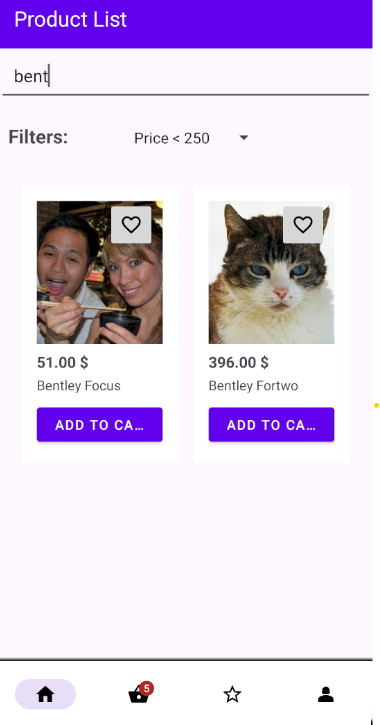 Product List
bent
Filters:
Price < 250
51.00 $
Bentley Focus
ADD TO CA...
396.00 $
Bentley Fortwo
ADD TO CA...
5